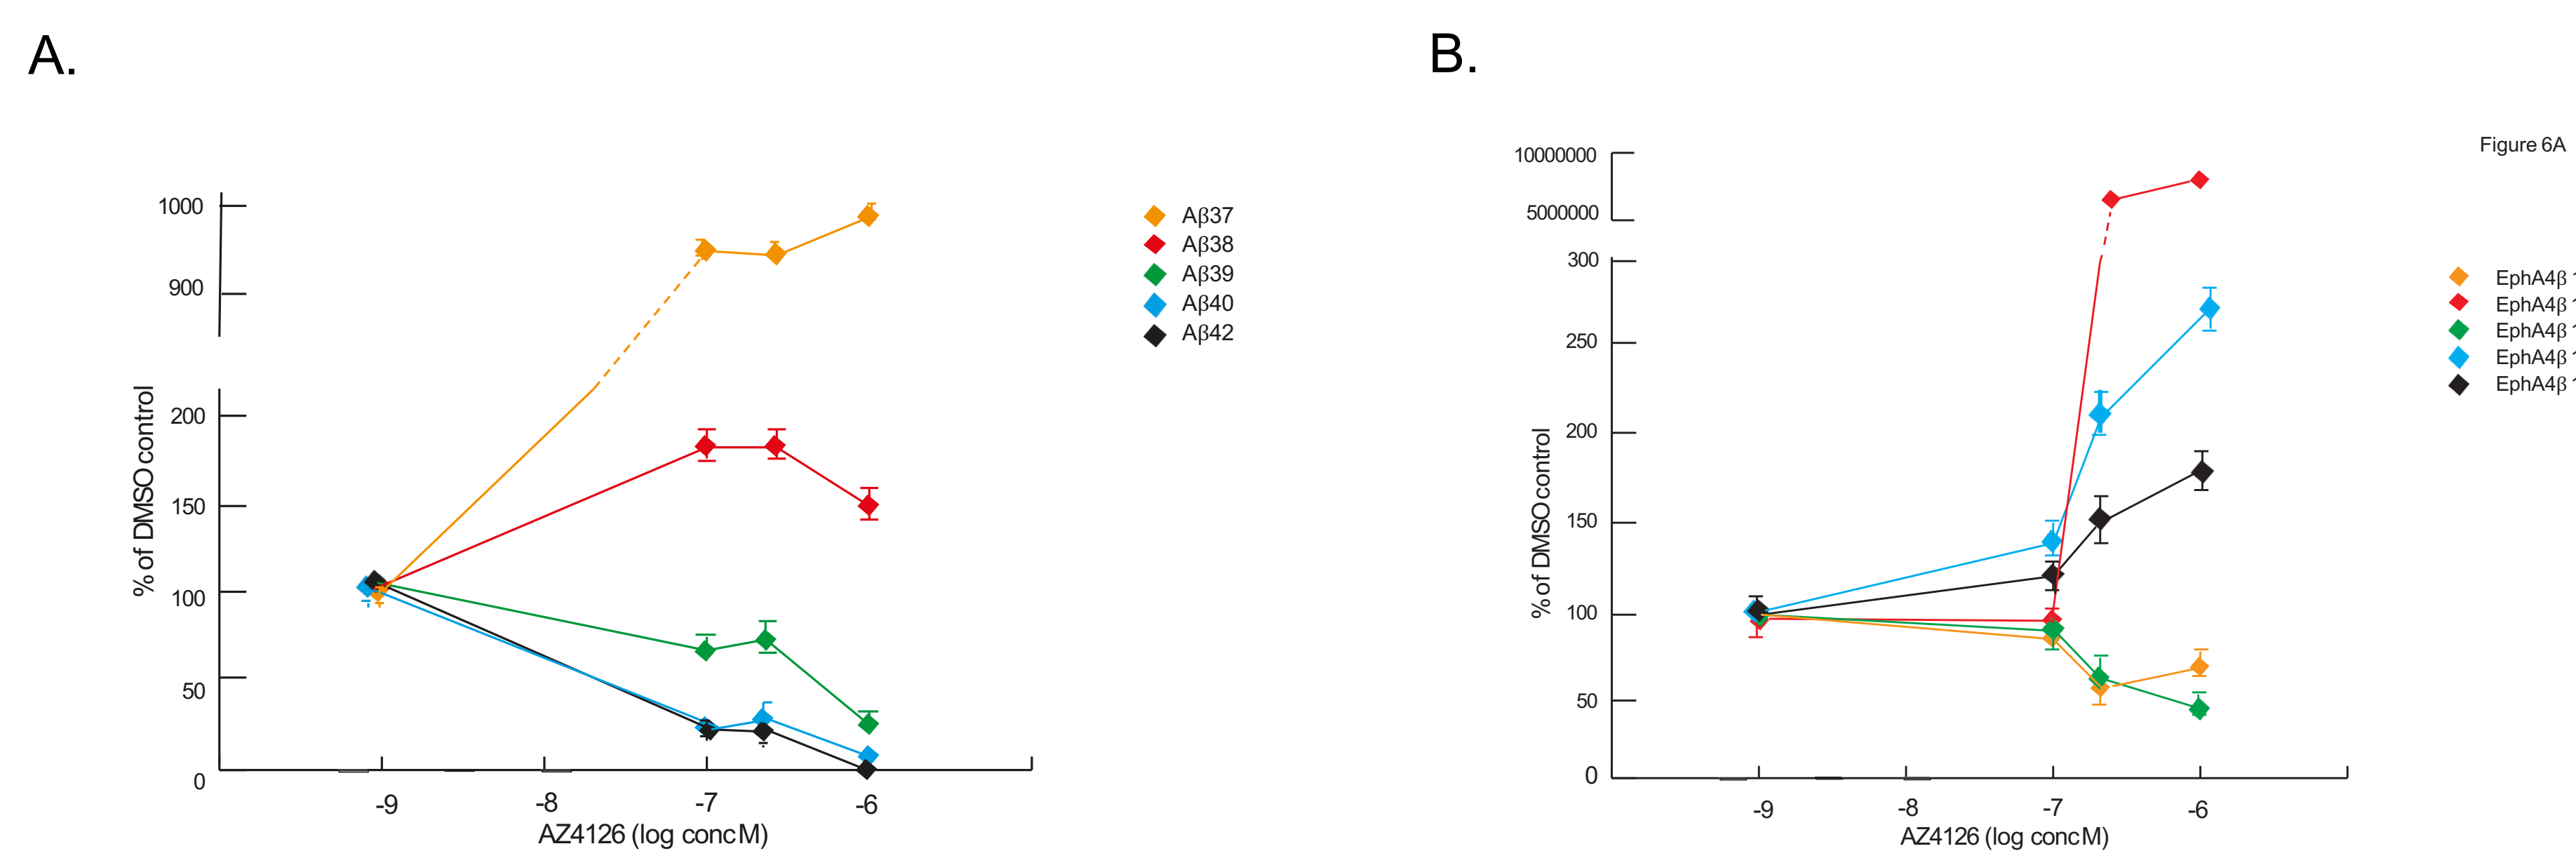 A.
1000
900
200
150
100
50
0
% of DMSO control
-9 -8 -7 -6
AZ4126 (log conc M)
Aβ37
Aβ38
Aβ39
Aβ40
Aβ42
B.
Figure 6A
10000000
5000000
300
250
200
150
100
50
0
% of DMSO control
-9 -8 -7 -6
AZ4126 (log conc M)
EphA4β
EphA4β
EphA4β
EphA4β
EphA4β